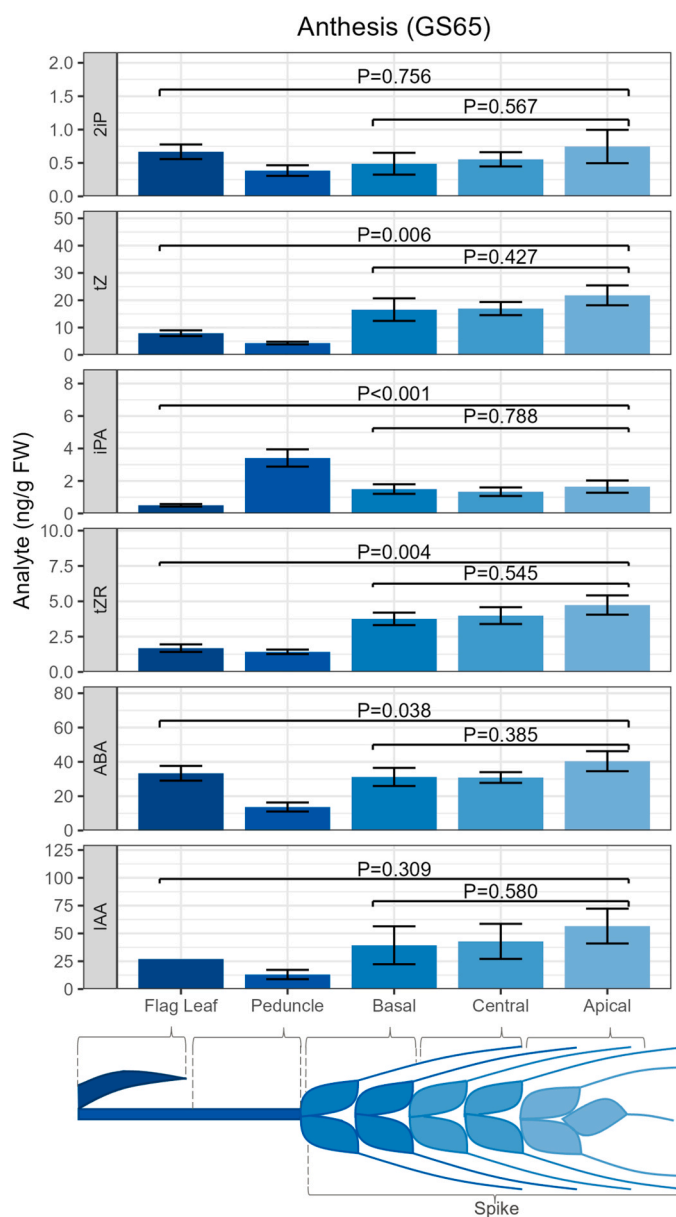 Anthesis (GS65)
Analyte (ng/g FW)
2iP
2.0
1.5
1.0
0.5
0.0
P=0.756
P=0.567
tZ
50
40
30
20
10
0
P=0.006
P=0.427
iPA
8
6
4
2
0
P<0.001
P=0.788
tZR
10.0
7.5
5.0
2.5
0.0
P=0.004
P=0.545
ABA
80
60
40
20
0
P=0.038
P=0.385
IAA
125
100
75
50
25
0
P=0.309
P=0.580
Flag Leaf Peduncle Basal Central Apical
Spike